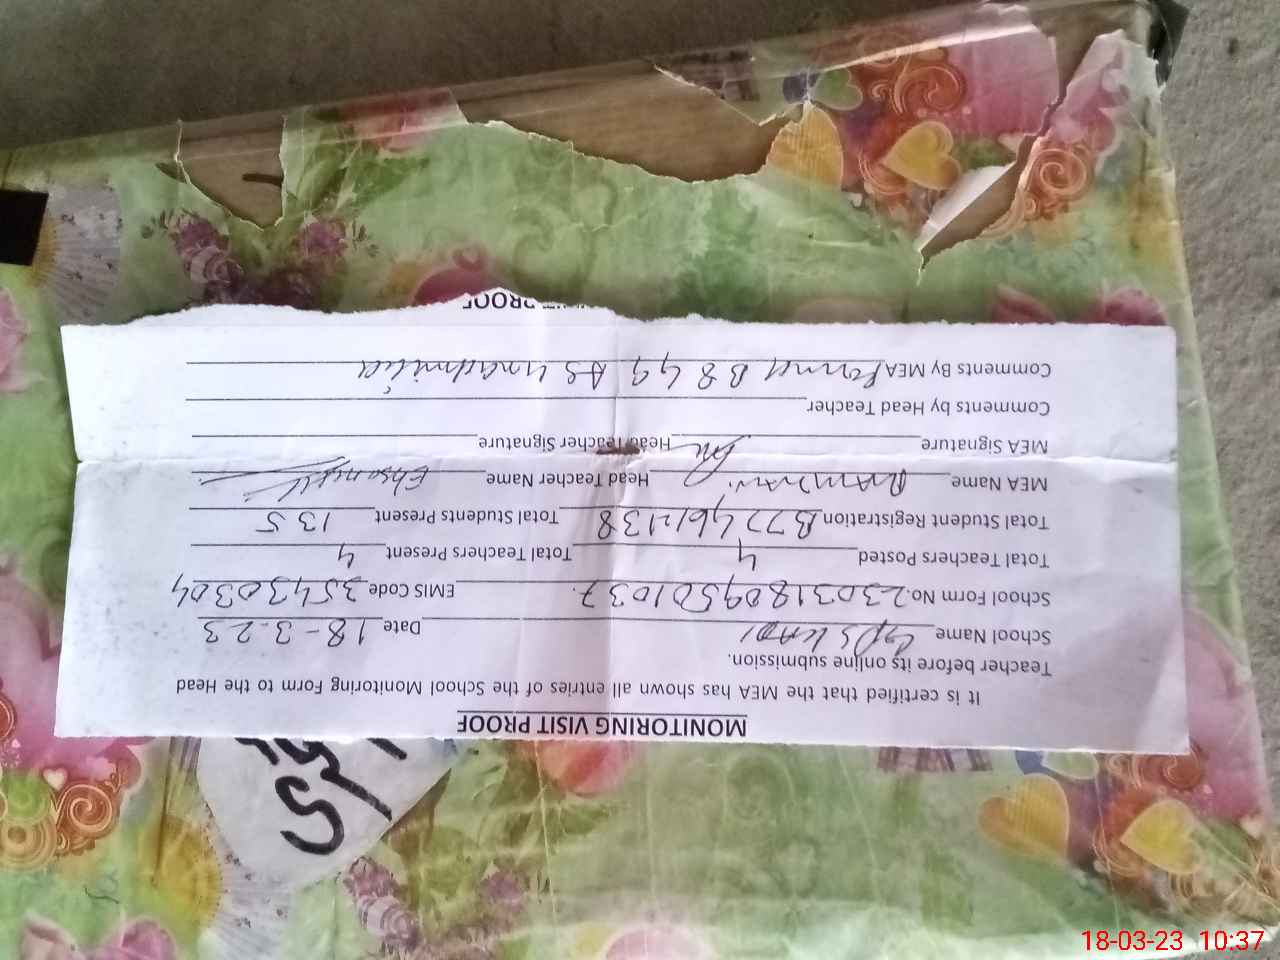 MONITORING VISIT PROOF
It is certified that the MEA has shown all entries of the School Monitoring Form to the Head
Teacher before its online submission.
School Name GPS Date 18-3-23
School Form No. 23031809501037 EMIS Code 35430304
Total Teachers Posted 4 Total Teachers Present 4
Total Student Registration Total Students Present 135
MEA Name RAMZAN Head Teacher Name
MEA Signature Head Teacher Signature
Comments by Head Teacher
Comments By MEA
VISIT PROOF
18-03-23 10:37